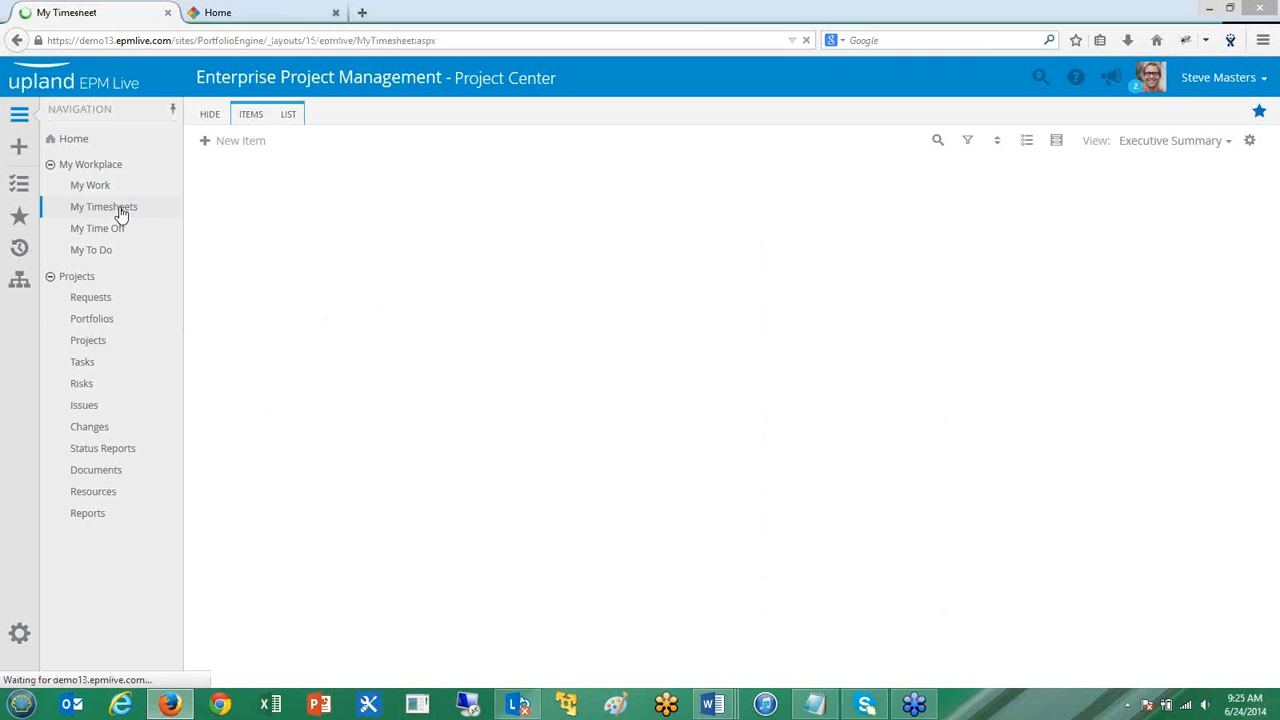 My Timesheet
Home
https://demo13.epmlive.com/sites/PortfolioEngine/_layouts/15/epmlive/MyTimesheet.aspx
Google
upland EPM Live
Enterprise Project Management - Project Center
2
Steve Masters
NAVIGATION
HIDE
ITEMS
LIST
Home
New Item
View: Executive Summary
My Workplace
My Work
My Timesheets
My Time Off
My To Do
Projects
Requests
Portfolios
Projects
Tasks
Risks
Issues
Changes
Status Reports
Documents
Resources
Reports
Waiting for demo13.epmlive.com...
9:25 AM
6/24/2014